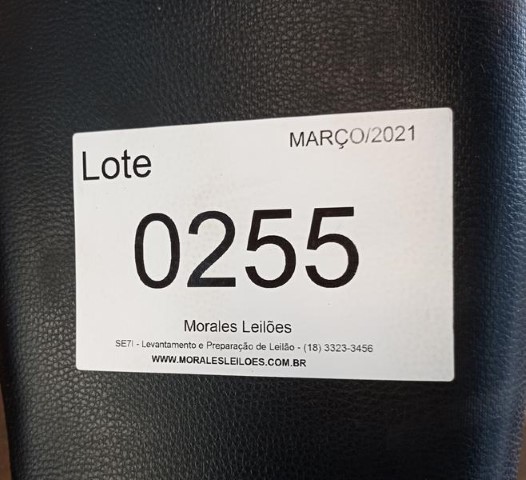 MARÇO/2021
Lote
0255
Morales Leilões
SE7I - Levantamento e Preparação de Leilão - (18) 3323-3456
WWW.MORALESLEILOES.COM.BR